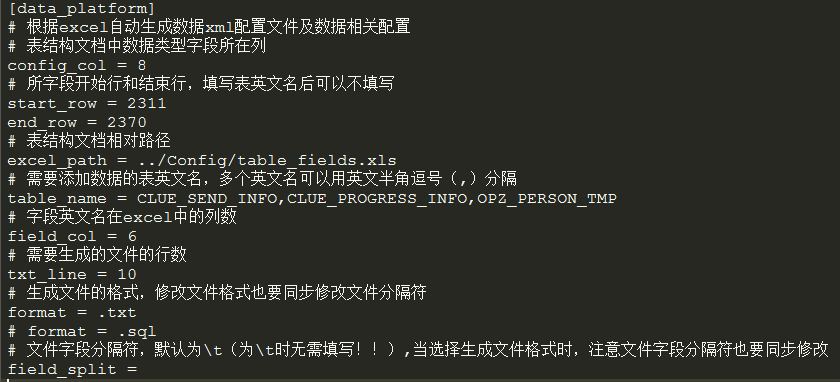 [data_platform]
# 根据excel自动生成数据xml配置文件及数据相关配置
# 表结构文档中数据类型字段所在列
config_col = 8
# 所字段开始行和结束行，填写表英文名后可以不填写
start_row = 2311
end_row = 2370
# 表结构文档相对路径
excel_path = ../Config/table_fields.xls
# 需要添加数据的表英文名，多个英文名可以用英文半角逗号（,）分隔
table_name = CLUE_SEND_INFO,CLUE_PROGRESS_INFO,OPZ_PERSON_TMP
# 字段英文名在excel中的列数
field_col = 6
# 需要生成的文件的行数
txt_line = 10
# 生成文件的格式，修改文件格式也要同步修改文件分隔符
format = .txt
# format = .sql
# 文件字段分隔符，默认为\t（为\t时无需填写！！）,当选择生成文件格式时，注意文件字段分隔符也要同步修改
field_split =